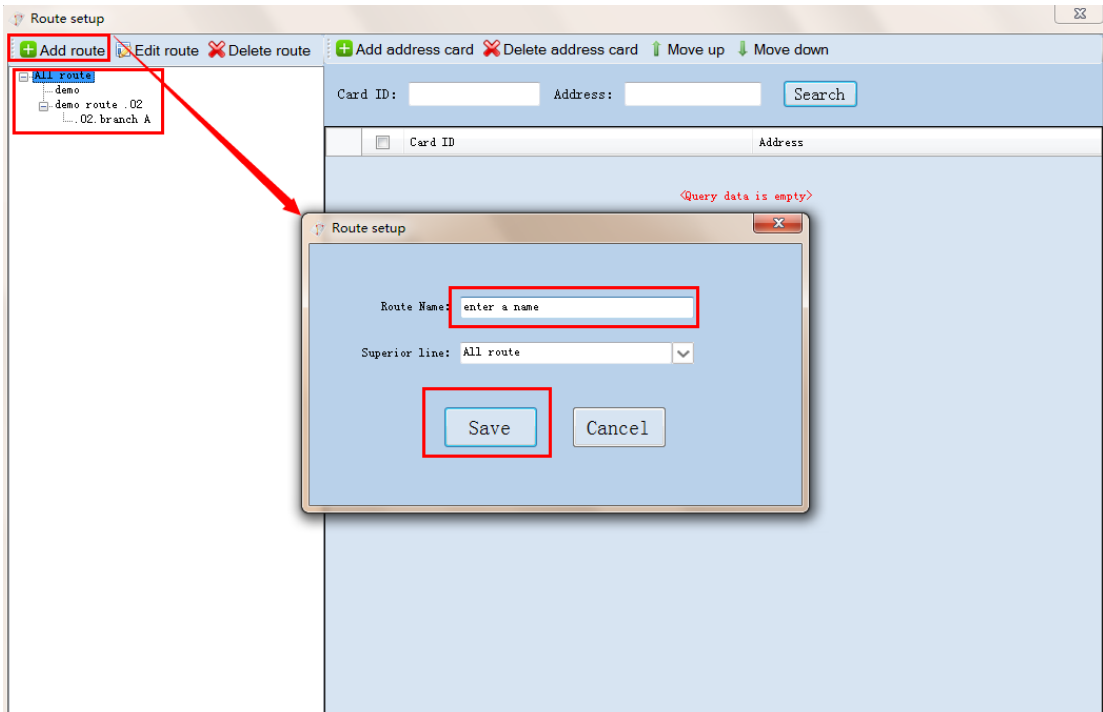 Route setup
Add route Edit route Delete route Add address card Delete address card Move up Move down
All route
demo
demo route .02
.02.branch A
Card ID: Address: Search
Card ID Address
<Query data is empty>
Route setup
Route Name: enter a name
Superior line: All route
Save Cancel